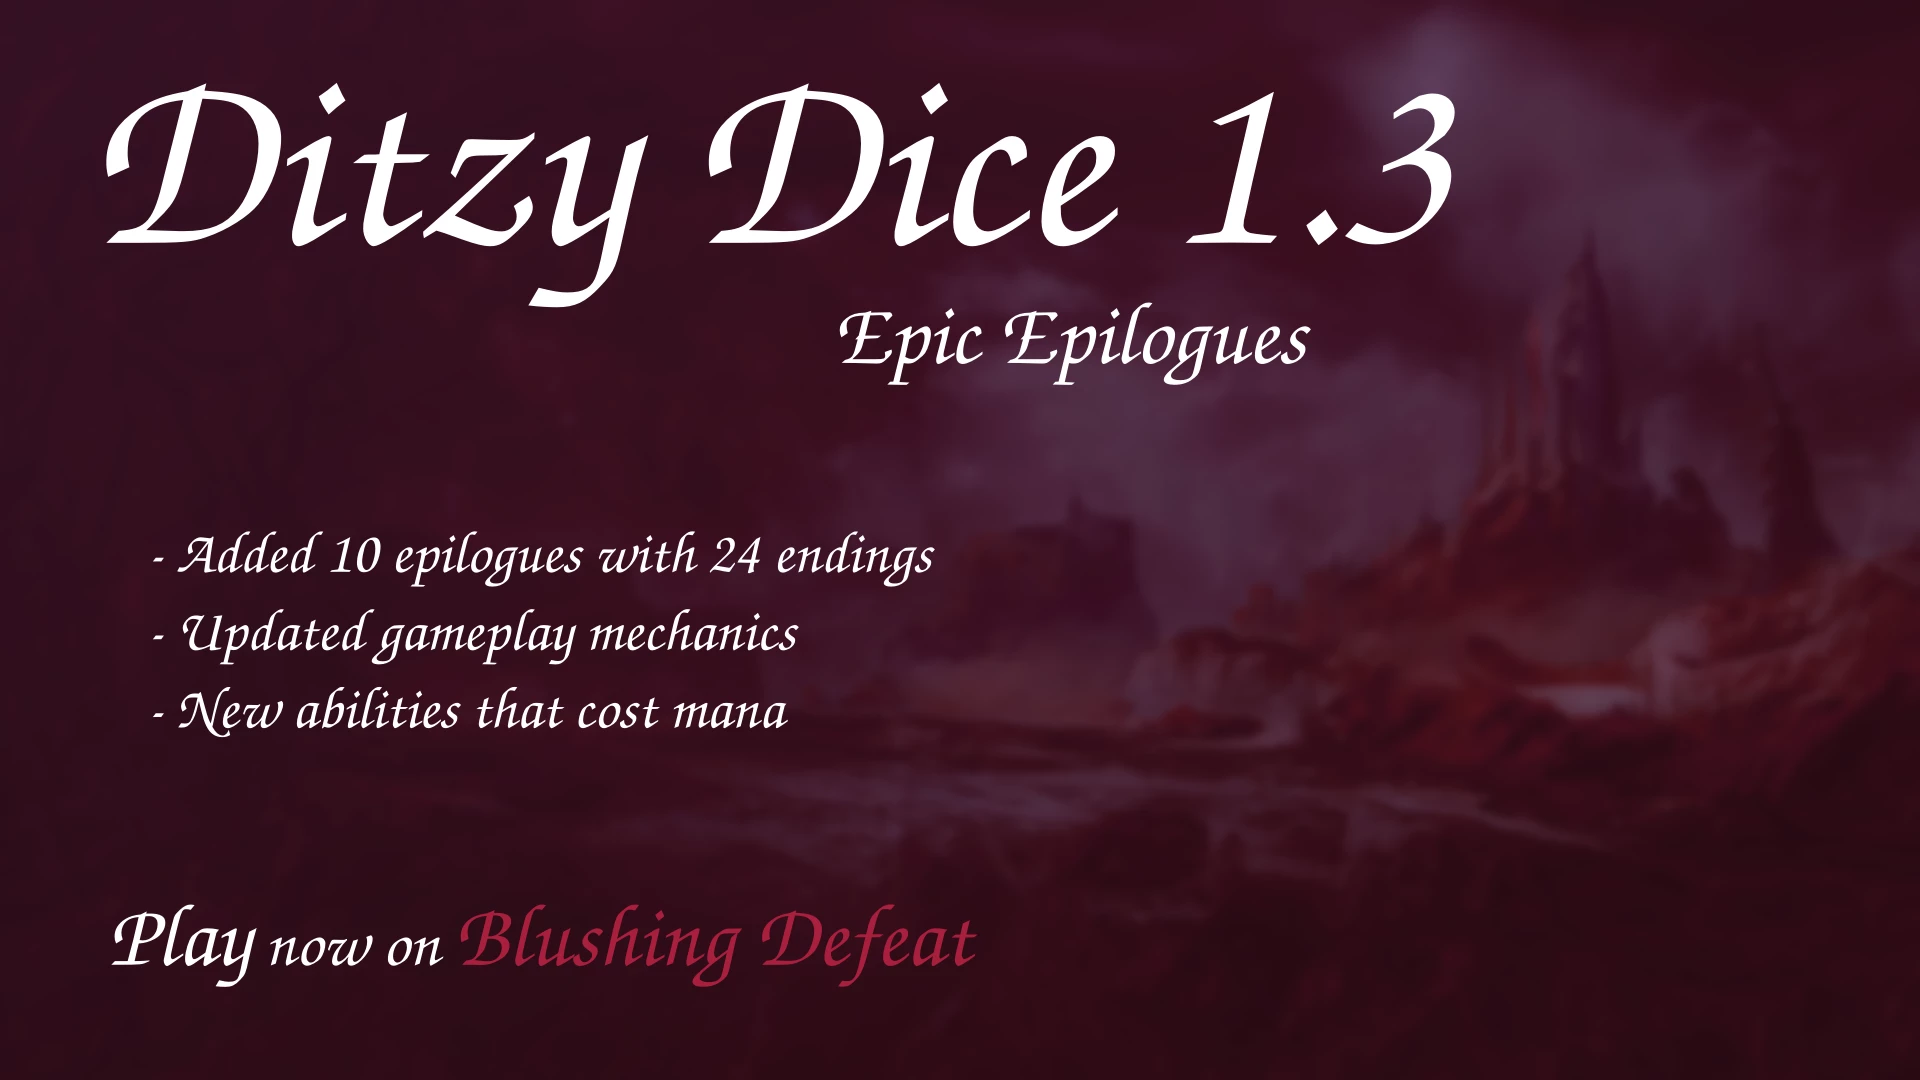 Ditzy Dice 1.3
Epic Epilogues
- Added 10 epilogues with 24 endings
- Updated gameplay mechanics
- New abilities that cost mana
Play now on Blushing Defeat